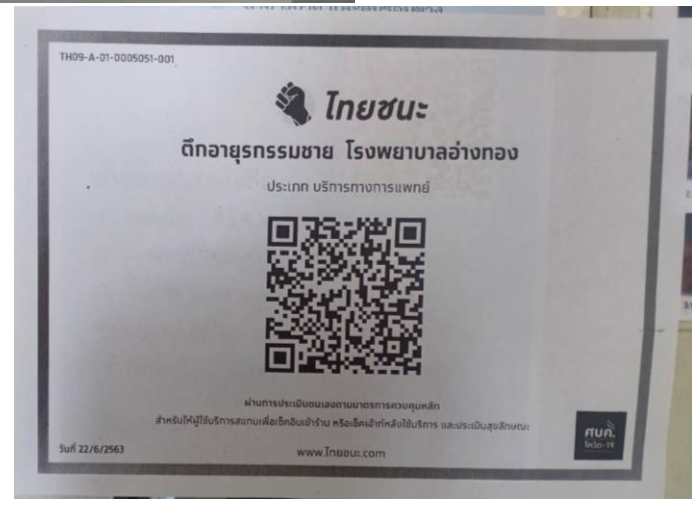 TH09-A-01-0005051-001
ไทยชนะ
ตึกอายุรกรรมชาย โรงพยาบาลอ่างทอง
ประเภท บริการทางการแพทย์
ผ่านการประเมินตนเองตามมาตรการควบคุมหลัก
สำหรับให้ผู้ใช้บริการสแกนเพื่อเช็คอินเข้าร้าน หรือเช็คเอ้าท์หลังใช้บริการ และประเมินสุขลักษณะ
ศบค.
โควิด-19
วันที่ 22/6/2563
www.ไทยชนะ.com